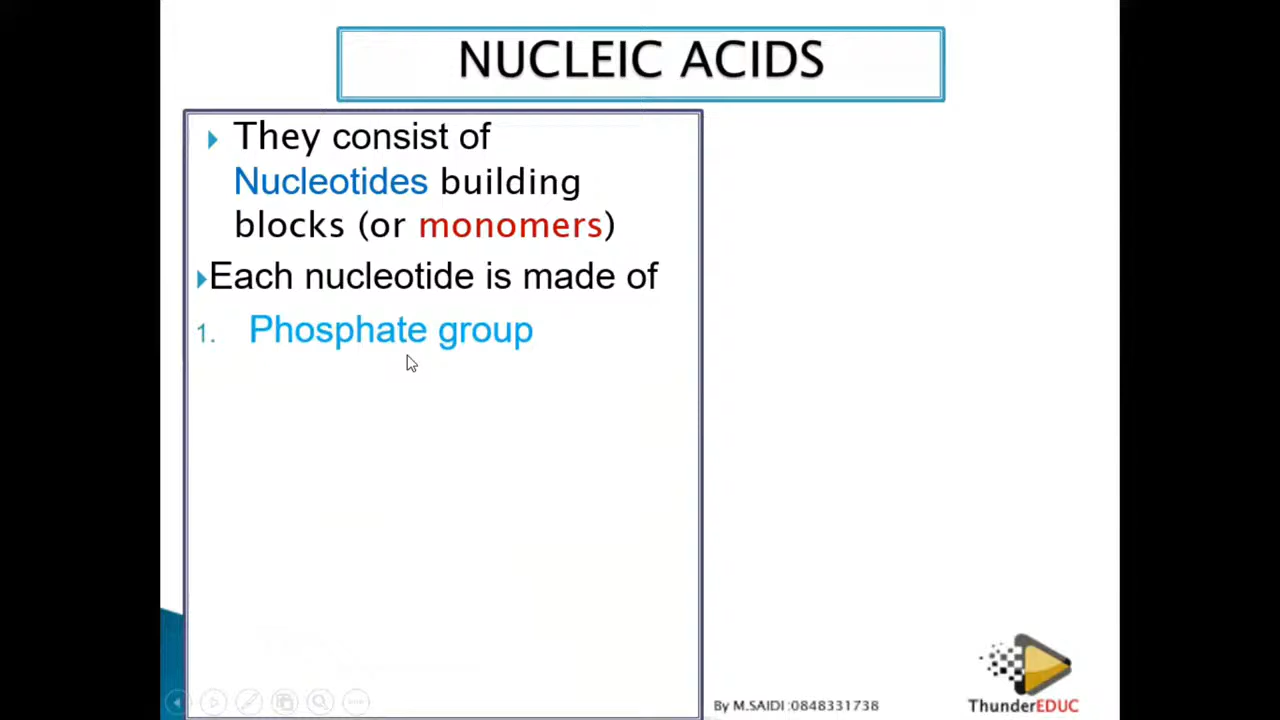 NUCLEIC ACIDS
They consist of
Nucleotides building
blocks (or monomers)
Each nucleotide is made of
1. Phosphate group
By M.SAIDI :0848331738
ThunderEDUC